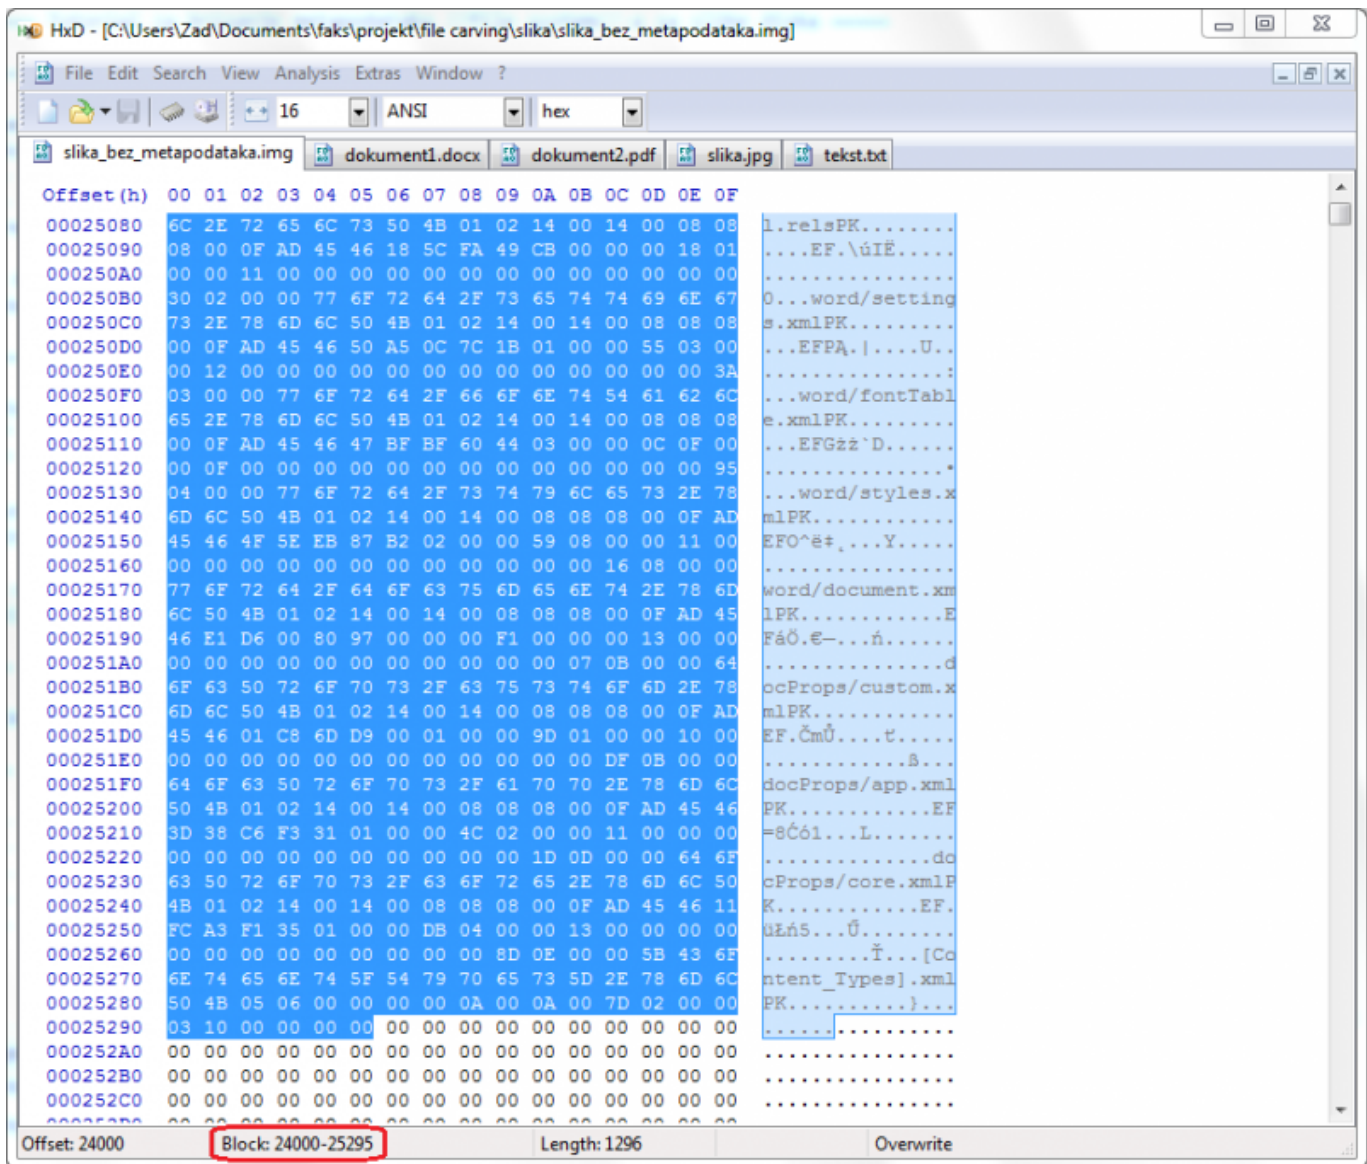 HxD - [C:\Users\Zad\Documents\faks\projekt\file carving\slika\slika_bez_metapodataka.img]
File Edit Search View Analysis Extras Window ?
16 ANSI hex
slika_bez_metapodataka.img dokument1.docx dokument2.pdf slika.jpg tekst.txt
Offset(h) 00 01 02 03 04 05 06 07 08 09 0A 0B 0C 0D 0E 0F
00025080 6C 2E 72 65 6C 73 50 4B 01 02 14 00 14 00 08 08 l.relsPK........
00025090 08 00 0F AD 45 46 18 5C FA 49 CB 00 00 00 18 01 ....EF.\úIË.....
000250A0 00 00 11 00 00 00 00 00 00 00 00 00 00 00 00 00 ................
000250B0 30 02 00 00 77 6F 72 64 2F 73 65 74 74 69 6E 67 0...word/setting
000250C0 73 2E 78 6D 6C 50 4B 01 02 14 00 14 00 08 08 08 s.xmlPK.........
000250D0 00 0F AD 45 46 50 A5 0C 7C 1B 01 00 00 55 03 00 ...EFPĄ.|....U..
000250E0 00 12 00 00 00 00 00 00 00 00 00 00 00 00 00 3A ...............:
000250F0 03 00 00 77 6F 72 64 2F 66 6F 6E 74 54 61 62 6C ...word/fontTabl
00025100 65 2E 78 6D 6C 50 4B 01 02 14 00 14 00 08 08 08 e.xmlPK.........
00025110 00 0F AD 45 46 47 BF BF 60 44 03 00 00 0C 0F 00 ...EFGżż`D......
00025120 00 0F 00 00 00 00 00 00 00 00 00 00 00 00 00 95 ...............•
00025130 04 00 00 77 6F 72 64 2F 73 74 79 6C 65 73 2E 78 ...word/styles.x
00025140 6D 6C 50 4B 01 02 14 00 14 00 08 08 08 00 0F AD mlPK............
00025150 45 46 4F 5E EB 87 B2 02 00 00 59 08 00 00 11 00 EFO^ë‡˛...Y.....
00025160 00 00 00 00 00 00 00 00 00 00 00 00 16 08 00 00 ................
00025170 77 6F 72 64 2F 64 6F 63 75 6D 65 6E 74 2E 78 6D word/document.xm
00025180 6C 50 4B 01 02 14 00 14 00 08 08 08 00 0F AD 45 lPK............E
00025190 46 E1 D6 00 80 97 00 00 00 F1 00 00 00 13 00 00 FáÖ.€—...ń......
000251A0 00 00 00 00 00 00 00 00 00 00 00 07 0B 00 00 64 ...............d
000251B0 6F 63 50 72 6F 70 73 2F 63 75 73 74 6F 6D 2E 78 ocProps/custom.x
000251C0 6D 6C 50 4B 01 02 14 00 14 00 08 08 08 00 0F AD mlPK............
000251D0 45 46 01 C8 6D D9 00 01 00 00 9D 01 00 00 10 00 EF.ČmŮ....ť.....
000251E0 00 00 00 00 00 00 00 00 00 00 00 00 DF 0B 00 00 ............ß...
000251F0 64 6F 63 50 72 6F 70 73 2F 61 70 70 2E 78 6D 6C docProps/app.xml
00025200 50 4B 01 02 14 00 14 00 08 08 08 00 0F AD 45 46 PK............EF
00025210 3D 38 C6 F3 31 01 00 00 4C 02 00 00 11 00 00 00 =8Ćó1...L.......
00025220 00 00 00 00 00 00 00 00 00 00 1D 0D 00 00 64 6F ..............do
00025230 63 50 72 6F 70 73 2F 63 6F 72 65 2E 78 6D 6C 50 cProps/core.xmlP
00025240 4B 01 02 14 00 14 00 08 08 08 00 0F AD 45 46 11 K............EF.
00025250 FC A3 F1 35 01 00 00 DB 04 00 00 13 00 00 00 00 üŁń5...Ű........
00025260 00 00 00 00 00 00 00 00 00 8D 0E 00 00 5B 43 6F .........Ť...[Co
00025270 6E 74 65 6E 74 5F 54 79 70 65 73 5D 2E 78 6D 6C ntent_Types].xml
00025280 50 4B 05 06 00 00 00 00 0A 00 0A 00 7D 02 00 00 PK..........}...
00025290 03 10 00 00 00 00 00 00 00 00 00 00 00 00 00 00 ................
000252A0 00 00 00 00 00 00 00 00 00 00 00 00 00 00 00 00 ................
000252B0 00 00 00 00 00 00 00 00 00 00 00 00 00 00 00 00 ................
000252C0 00 00 00 00 00 00 00 00 00 00 00 00 00 00 00 00 ................
Offset: 24000 Block: 24000-25295 Length: 1296 Overwrite